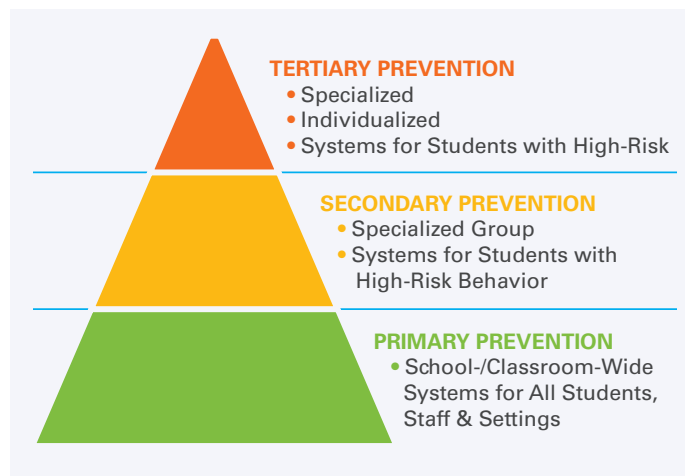 TERTIARY PREVENTION
• Specialized
• Individualized
• Systems for Students with High-Risk
SECONDARY PREVENTION
• Specialized Group
• Systems for Students with
High-Risk Behavior
PRIMARY PREVENTION
• School-/Classroom-Wide
Systems for All Students,
Staff & Settings